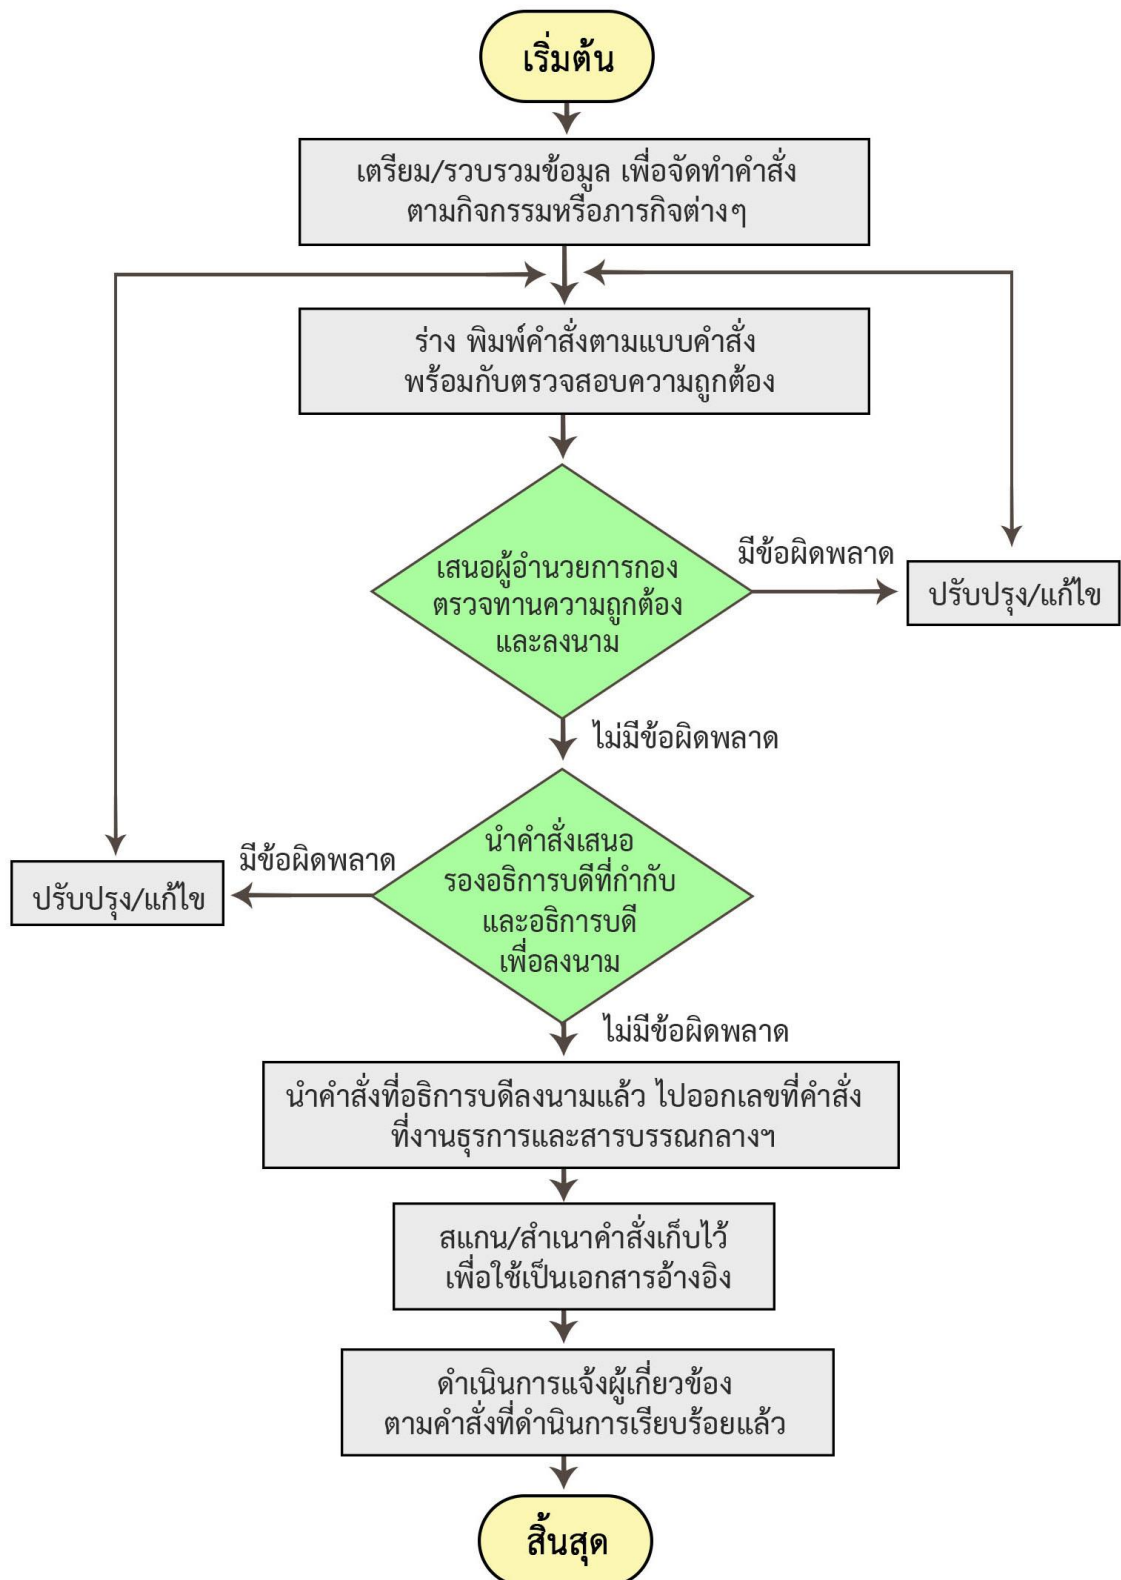 เริ่มต้น
เตรียม/รวบรวมข้อมูล เพื่อจัดทำคำสั่ง
ตามกิจกรรมหรือภารกิจต่างๆ
ร่าง พิมพ์คำสั่งตามแบบคำสั่ง
พร้อมกับตรวจสอบความถูกต้อง
เสนอผู้อำนวยการกอง
ตรวจทานความถูกต้อง
และลงนาม
มีข้อผิดพลาด
ปรับปรุง/แก้ไข
ไม่มีข้อผิดพลาด
นำคำสั่งเสนอ
รองอธิการบดีที่กำกับ
และอธิการบดี
เพื่อลงนาม
มีข้อผิดพลาด
ปรับปรุง/แก้ไข
ไม่มีข้อผิดพลาด
นำคำสั่งที่อธิการบดีลงนามแล้ว ไปออกเลขที่คำสั่ง
ที่งานธุรการและสารบรรณกลางฯ
สแกน/สำเนาคำสั่งเก็บไว้
เพื่อใช้เป็นเอกสารอ้างอิง
ดำเนินการแจ้งผู้เกี่ยวข้อง
ตามคำสั่งที่ดำนินการเรียบร้อยแล้ว
สิ้นสุด